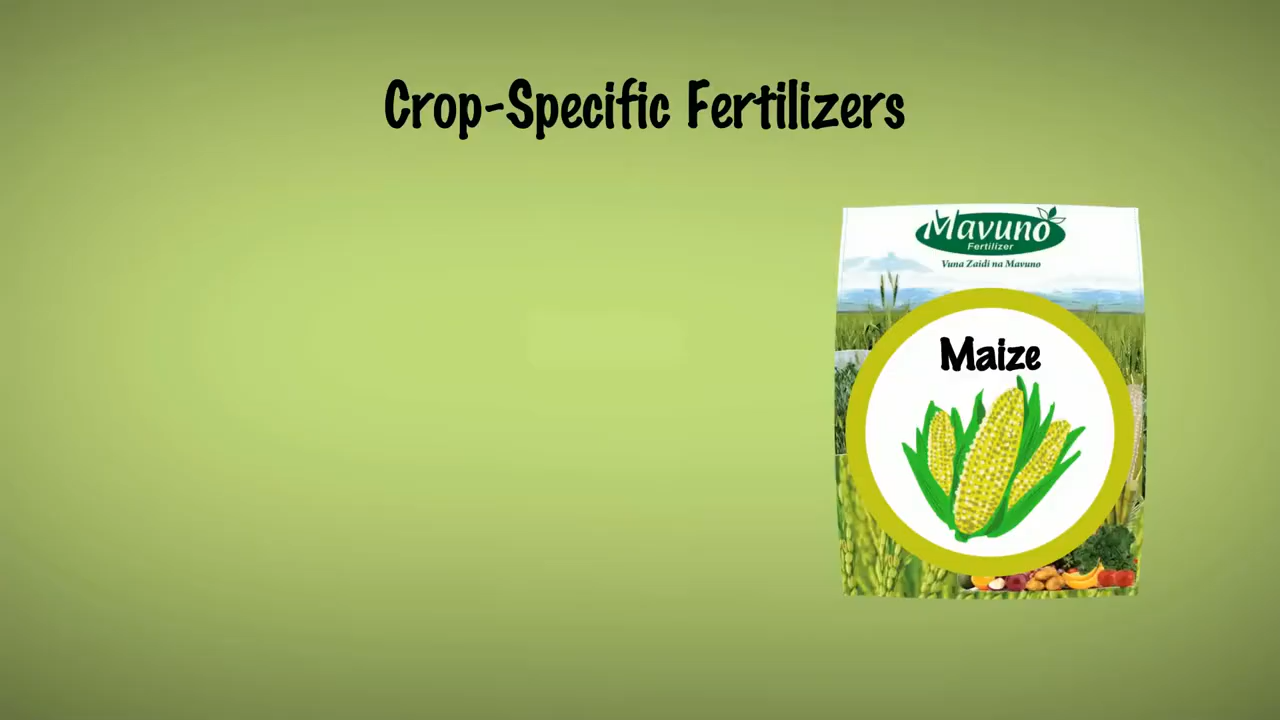 Crop-Specific Fertilizers
Mavuno
Fertilizer
Vuna Zaidi na Mavuno
Maize